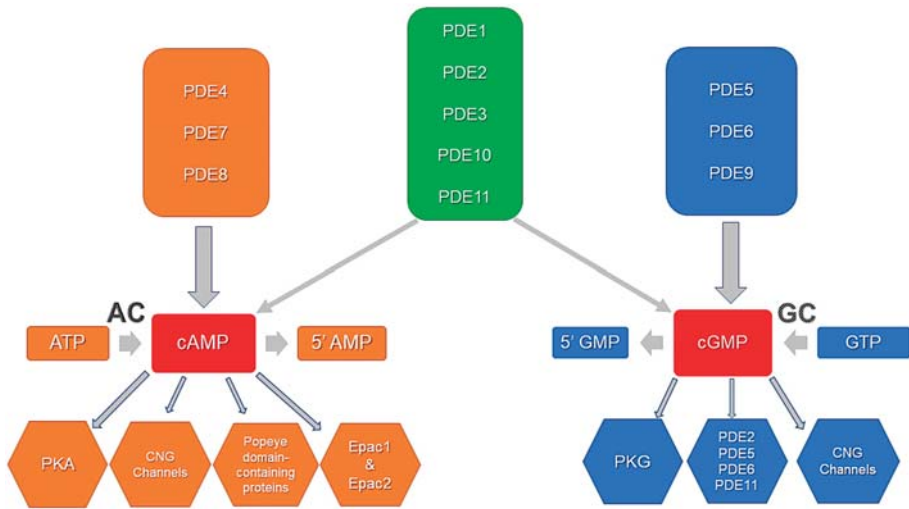 PDE4
PDE7
PDE8
PDE1
PDE2
PDE3
PDE10
PDE11
PDE5
PDE6
PDE9
AC
ATP
cAMP
5′ AMP
5′ GMP
cGMP
GC
GTP
PKA
CNG
Channels
Popeye
domain-
containing
proteins
Epac1
&
Epac2
PKG
PDE2
PDE5
PDE6
PDE11
CNG
Channels